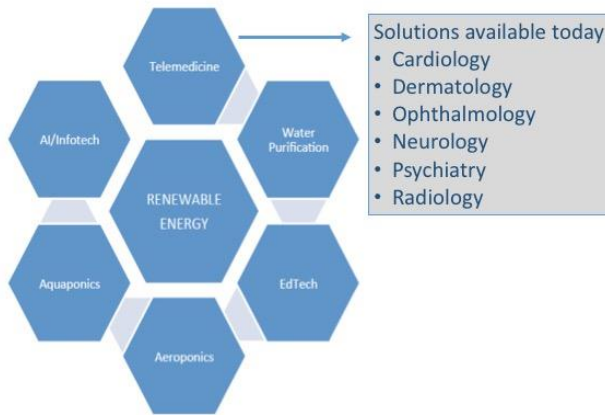 Telemedicine
Solutions available today
• Cardiology
• Dermatology
• Ophthalmology
• Neurology
• Psychiatry
• Radiology
AI/Infotech
Water
Purification
RENEWABLE
ENERGY
Aquaponics
EdTech
Aeroponics